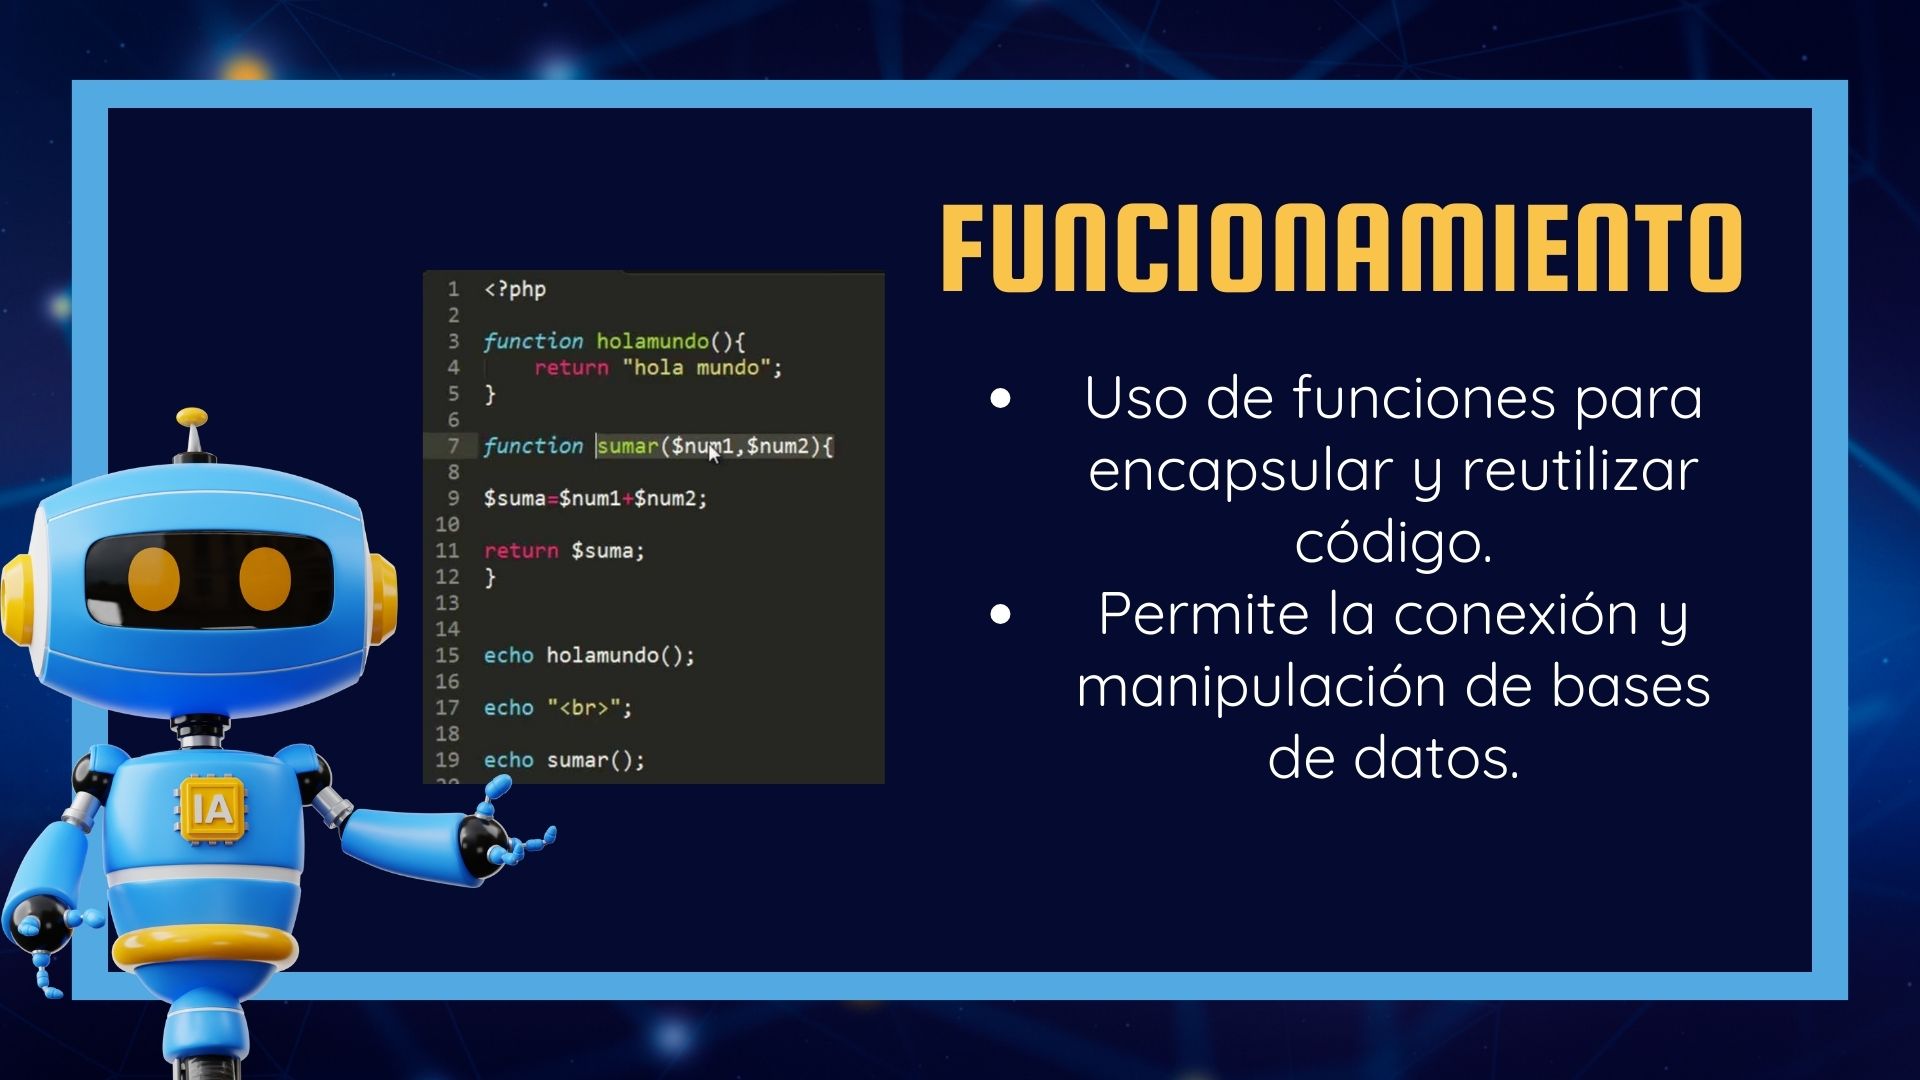 FUNCIONAMIENTO
1 <?php
2
3 function holamundo(){
4 return "hola mundo";
5 }
6
7 function sumar($num1,$num2){
8
9 $suma=$num1+$num2;
10
11 return $suma;
12 }
13
14
15 echo holamundo();
16
17 echo "<br>";
18
19 echo sumar();
• Uso de funciones para
encapsular y reutilizar
código.
• Permite la conexión y
manipulación de bases
de datos.
IA